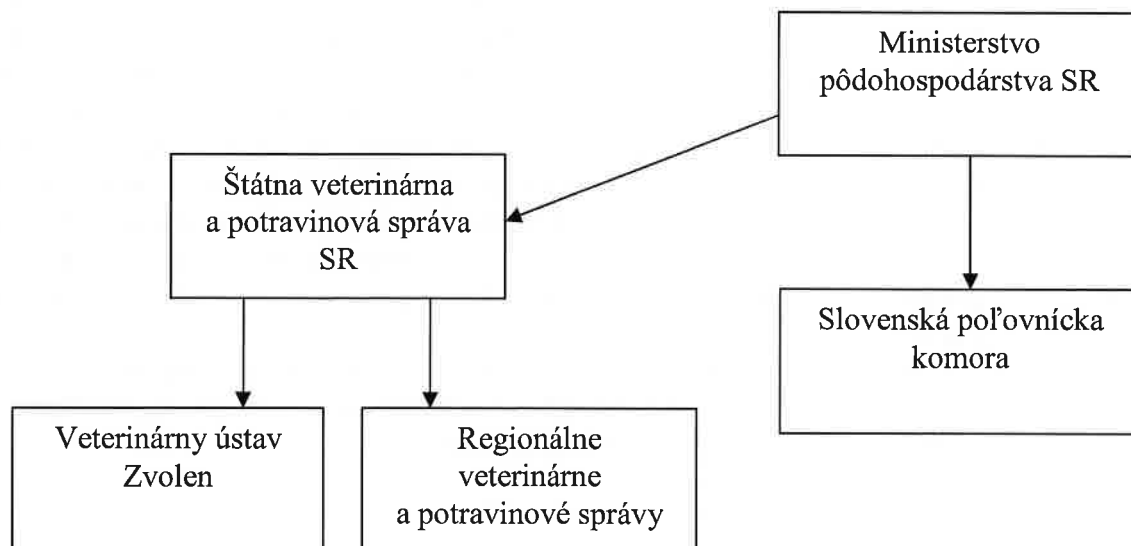 Ministerstvo
pôdohospodárstva SR
Štátna veterinárna
a potravinová správa
SR
Slovenská poľovnícka
komora
Veterinárny ústav
Zvolen
Regionálne
veterinárne
a potravinové správy